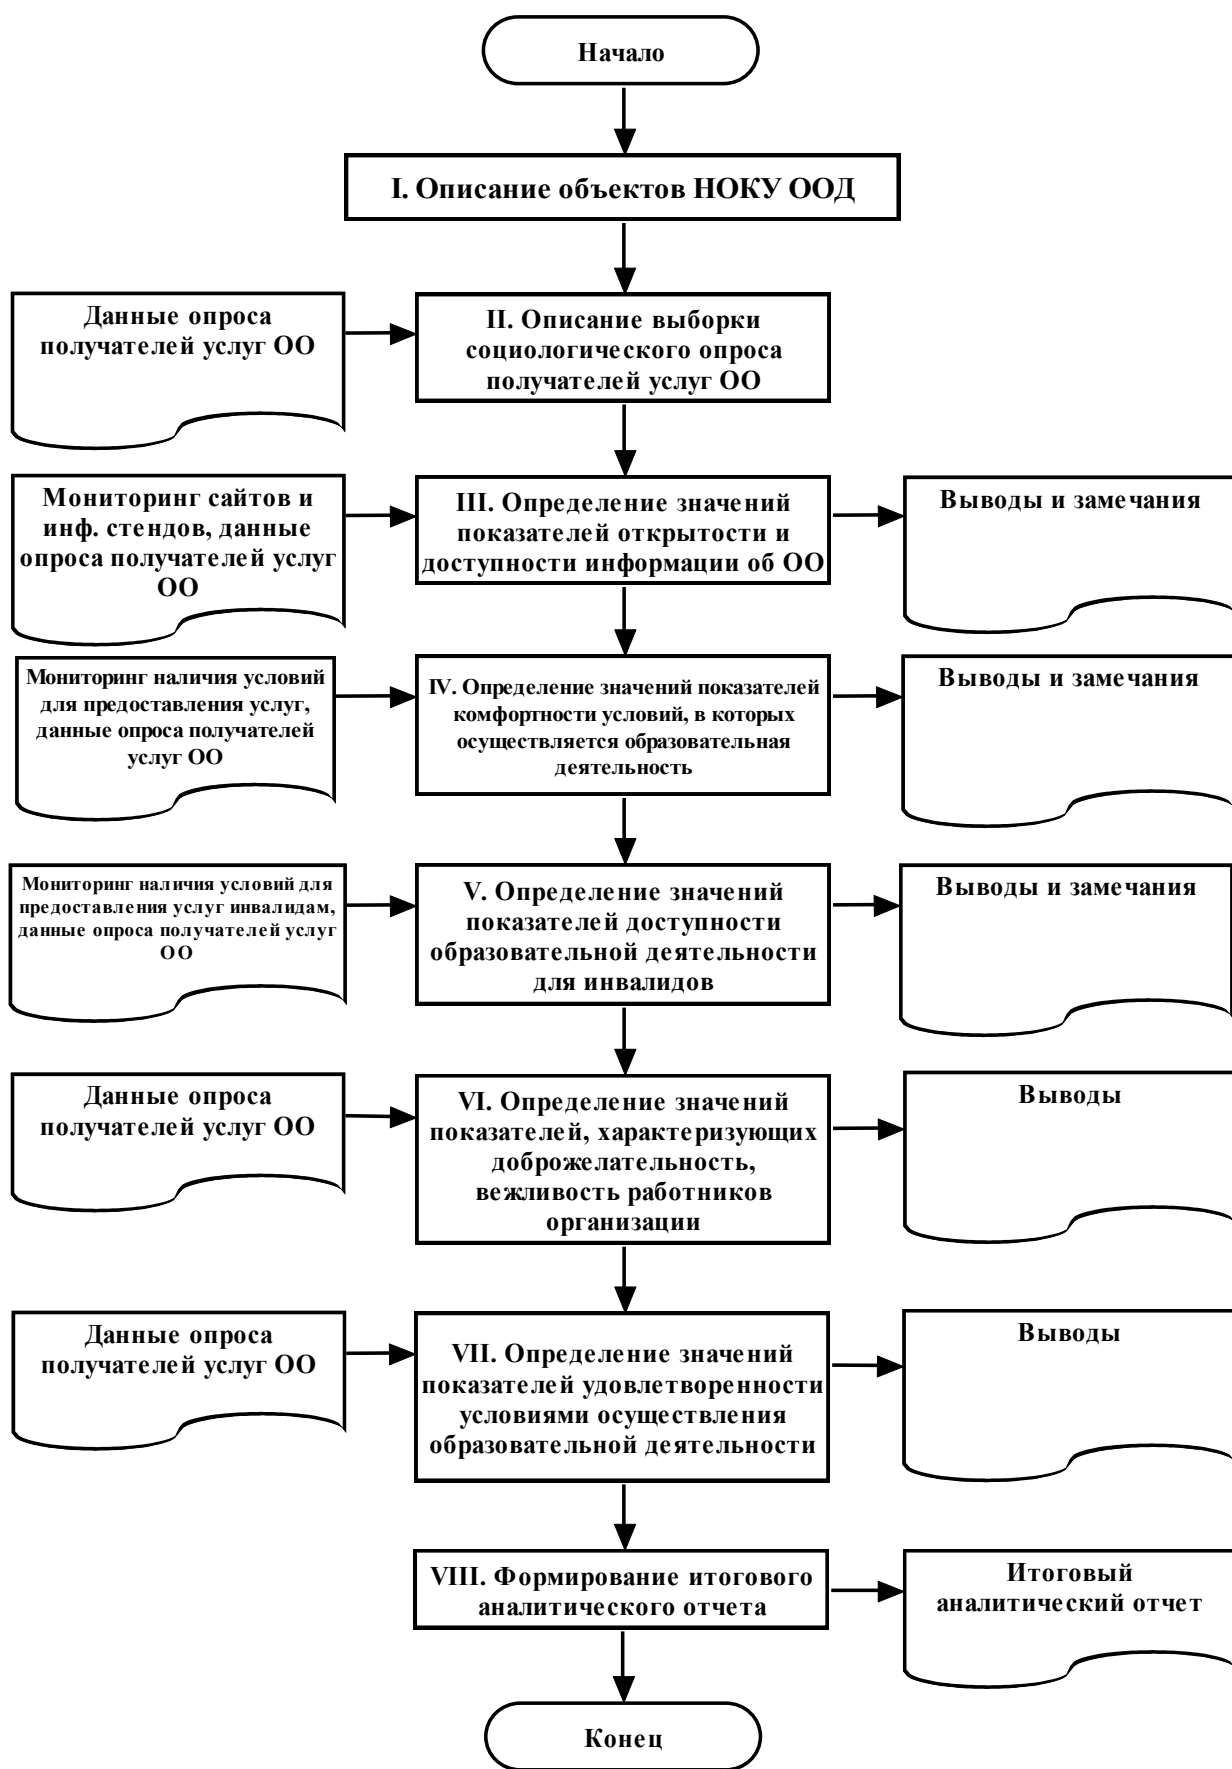 Начало
I. Описание объектов НОКУ ООД
Данные опроса
получателей услуг ОО
II. Описание выборки
социологического опроса
получателей услуг ОО
Мониторинг сайтов и
инф. стендов, данные
опроса получателей услуг
ОО
III. Определение значений
показателей открытости и
доступности информации об ОО
Выводы и замечания
Мониторинг наличия условий
для предоставления услуг,
данные опроса получателей
услуг ОО
IV. Определение значений показателей
комфортности условий, в которых
осуществляется образовательная
деятельность
Выводы и замечания
Мониторинг наличия условий для
предоставления услуг инвалидам,
данные опроса получателей услуг
ОО
V. Определение значений
показателей доступности
образовательной деятельности
для инвалидов
Выводы и замечания
Данные опроса
получателей услуг ОО
VI. Определение значений
показателей, характеризующих
доброжелательность,
вежливость работников
организации
Выводы
Данные опроса
получателей услуг ОО
VII. Определение значений
показателей удовлетворенности
условиями осуществления
образовательной деятельности
Выводы
VIII. Формирование итогового
аналитического отчета
Итоговый
аналитический отчет
Конец